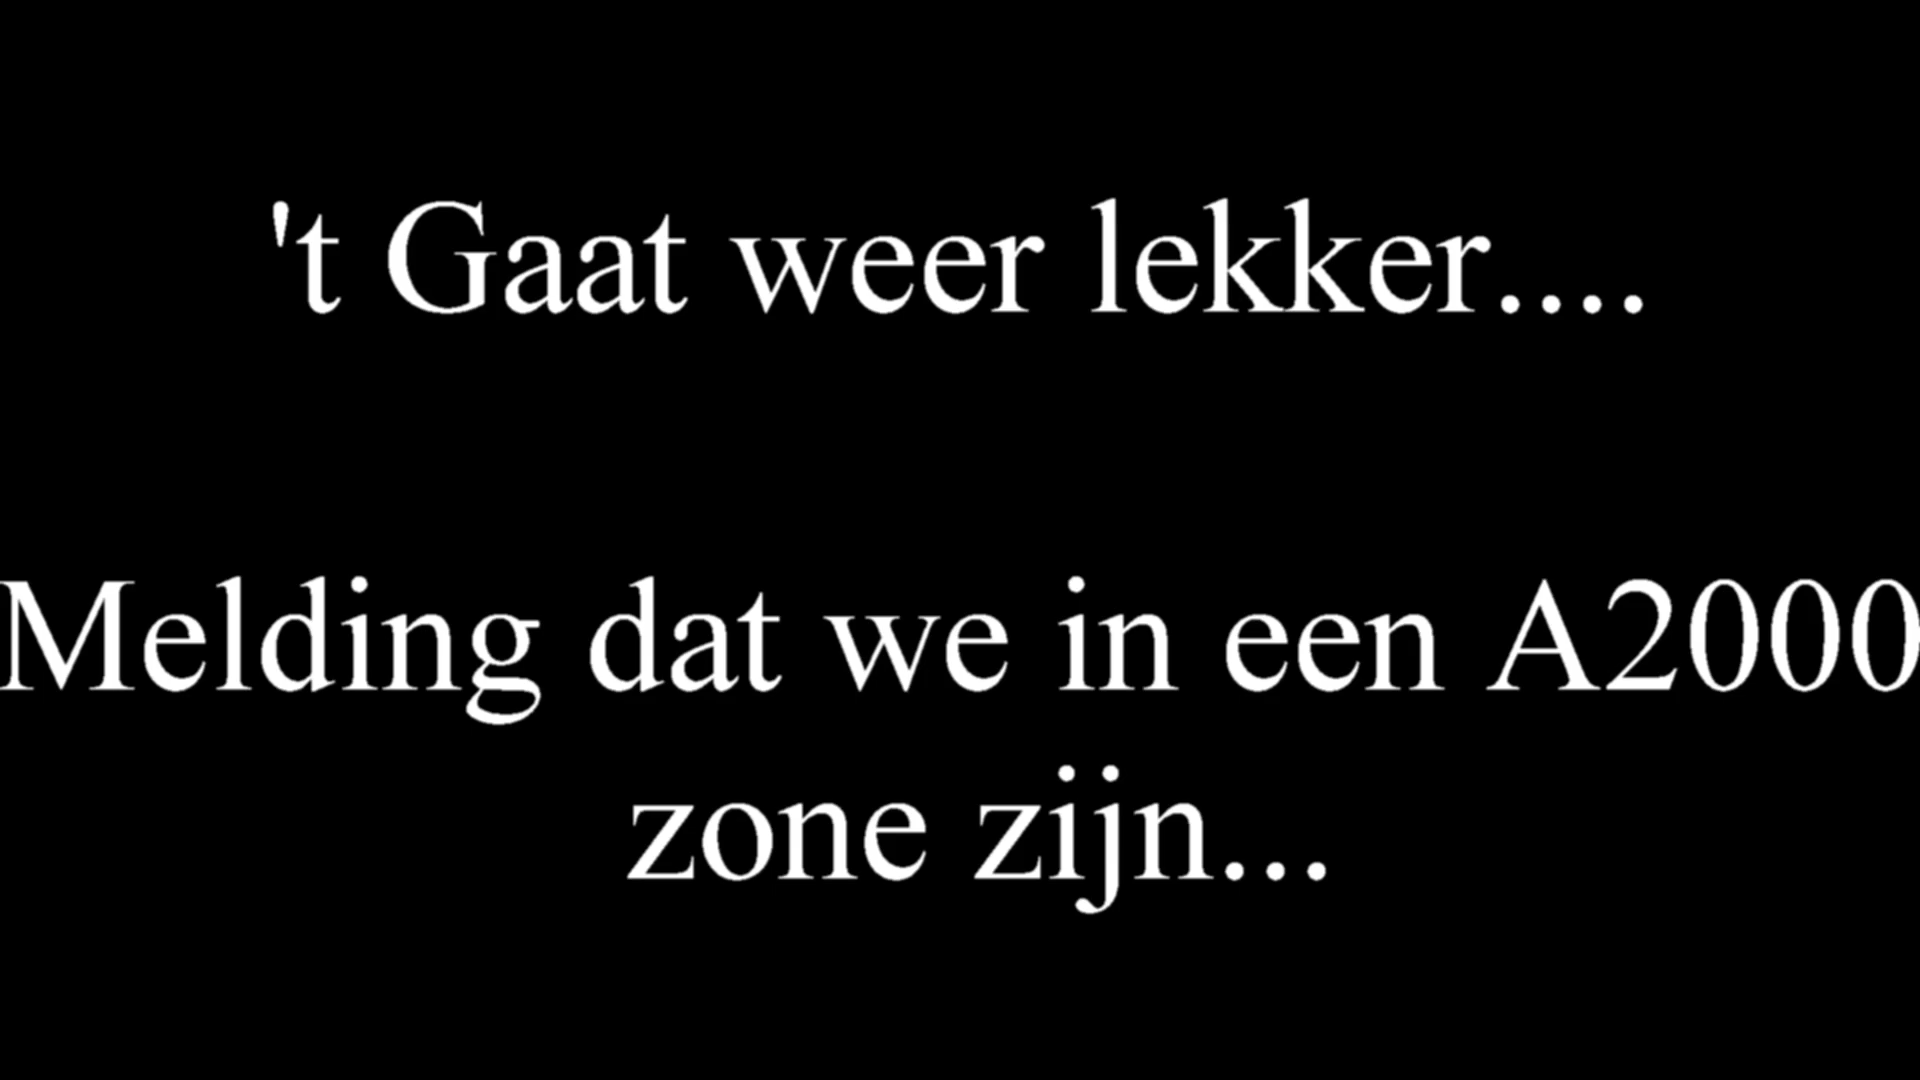 't Gaat weer lekker....
Melding dat we in een A2000
zone zijn...